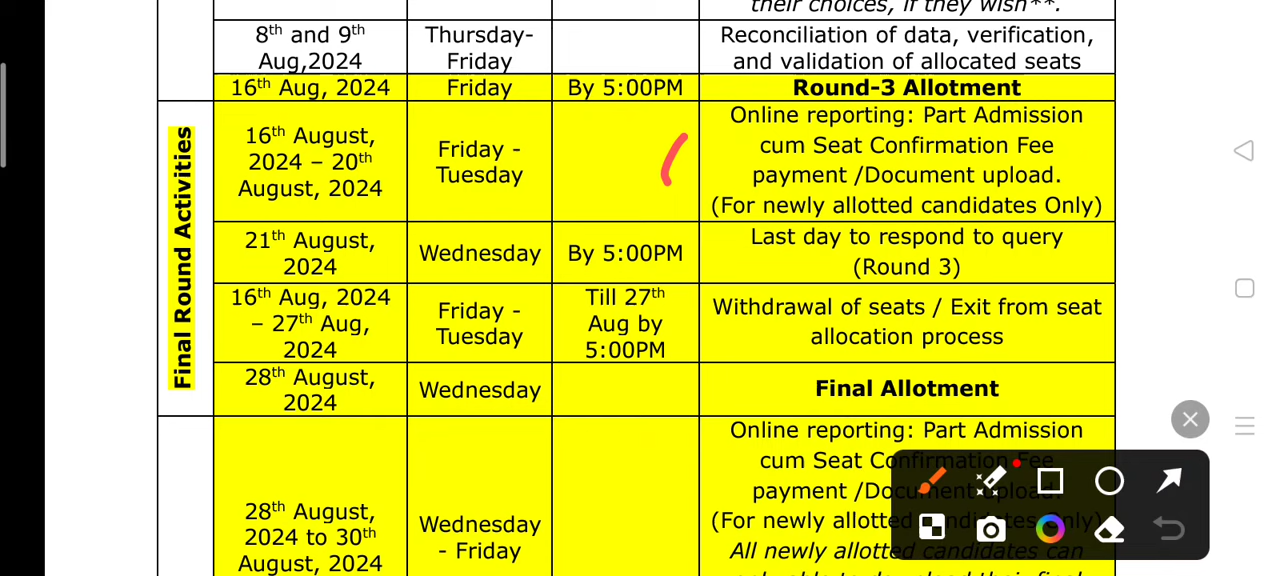 their choices, if they wish**.
8th and 9th
Aug,2024
Thursday-
Friday
Reconciliation of data, verification,
and validation of allocated seats
16th Aug, 2024
Friday
By 5:00PM
Round-3 Allotment
Final Round Activities
16th August,
2024 – 20th
August, 2024
Friday -
Tuesday
Online reporting: Part Admission
cum Seat Confirmation Fee
payment /Document upload.
(For newly allotted candidates Only)
21th August,
2024
Wednesday
By 5:00PM
Last day to respond to query
(Round 3)
16th Aug, 2024
– 27th Aug,
2024
Friday -
Tuesday
Till 27th
Aug by
5:00PM
Withdrawal of seats / Exit from seat
allocation process
28th August,
2024
Wednesday
Final Allotment
28th August,
2024 to 30th
August, 2024
Wednesday
- Friday
Online reporting: Part Admission
cum Seat Confirmation Fee
payment /Document upload.
(For newly allotted candidates Only)
All newly allotted candidates can